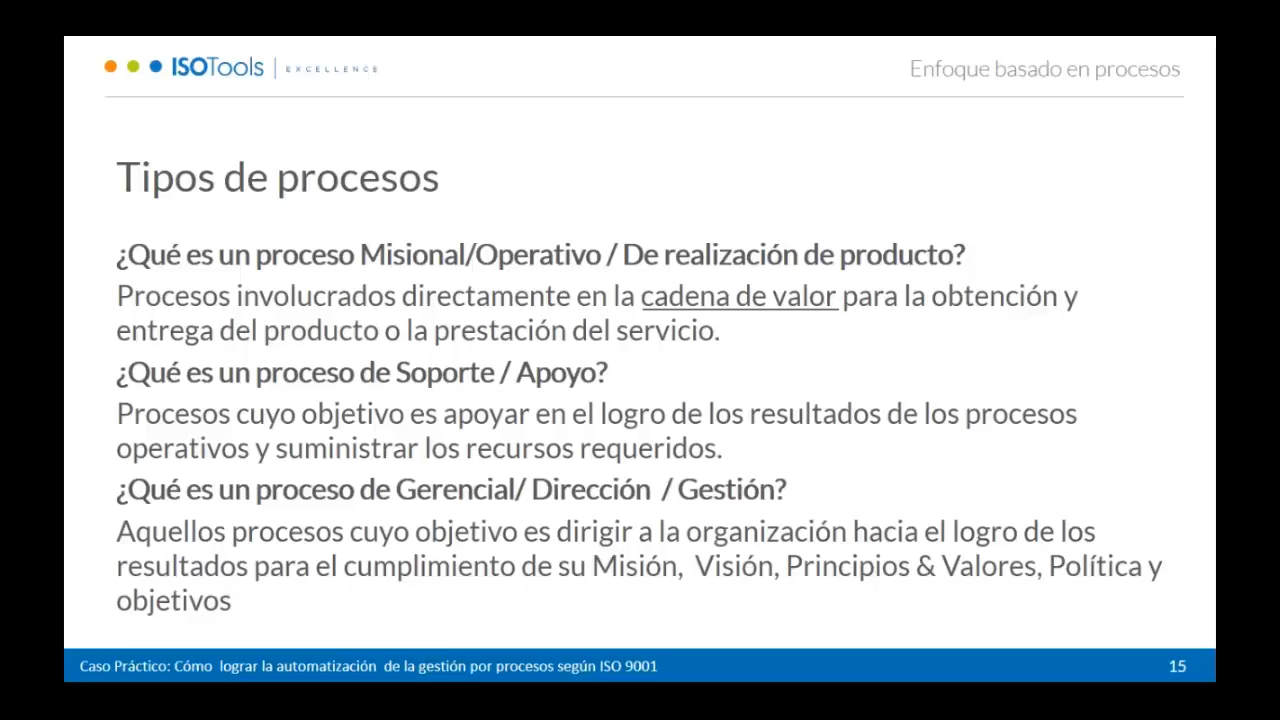 ISOTools | EXCELLENCE
Enfoque basado en procesos
Tipos de procesos
¿Qué es un proceso Misional/Operativo / De realización de producto?
Procesos involucrados directamente en la cadena de valor para la obtención y
entrega del producto o la prestación del servicio.
¿Qué es un proceso de Soporte / Apoyo?
Procesos cuyo objetivo es apoyar en el logro de los resultados de los procesos
operativos y suministrar los recursos requeridos.
¿Qué es un proceso de Gerencial/ Dirección / Gestión?
Aquellos procesos cuyo objetivo es dirigir a la organización hacia el logro de los
resultados para el cumplimiento de su Misión, Visión, Principios & Valores, Política y
objetivos
Caso Práctico: Cómo lograr la automatización de la gestión por procesos según ISO 9001
15